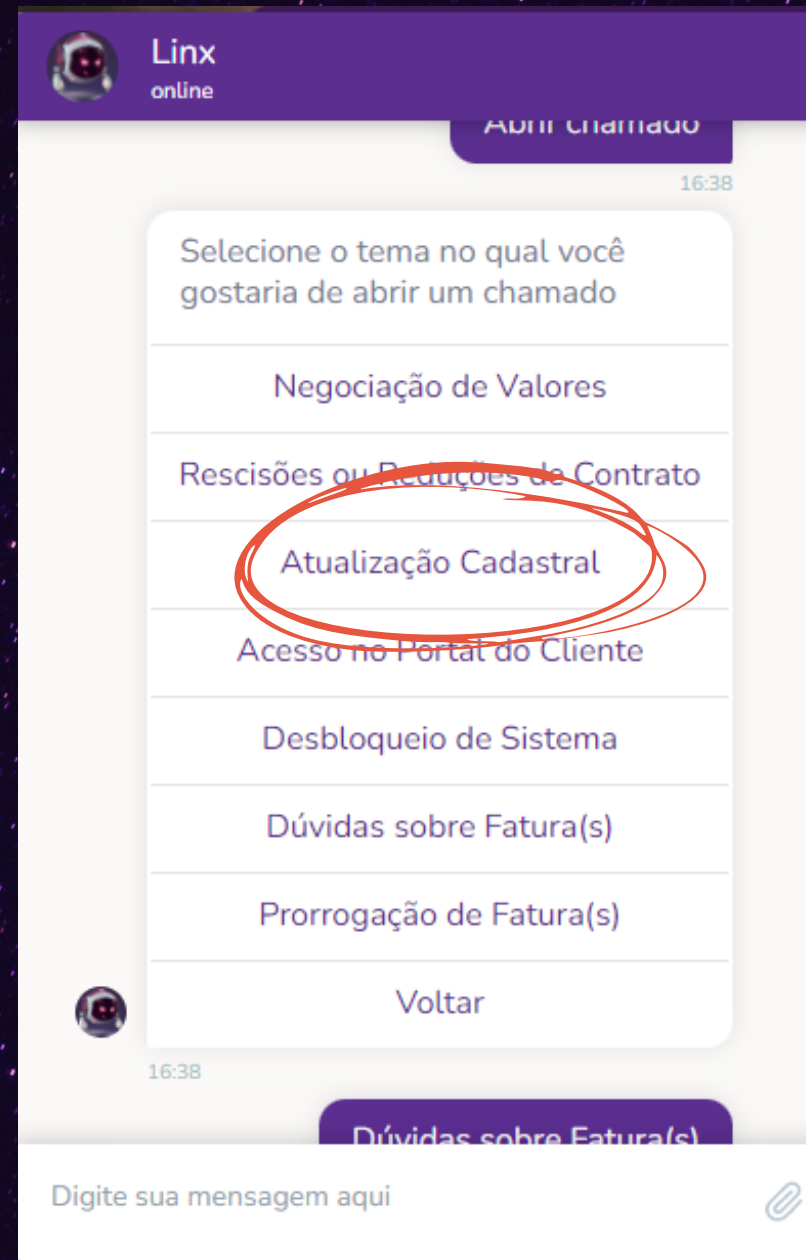 Linx
online
Abrir chamado
16:38
Selecione o tema no qual você
gostaria de abrir um chamado
Negociação de Valores
Rescisões ou Reduções de Contrato
Atualização Cadastral
Acesso no Portal do Cliente
Desbloqueio de Sistema
Dúvidas sobre Fatura(s)
Prorrogação de Fatura(s)
Voltar
16:38
Dúvidas sobre Fatura(s)
Digite sua mensagem aqui